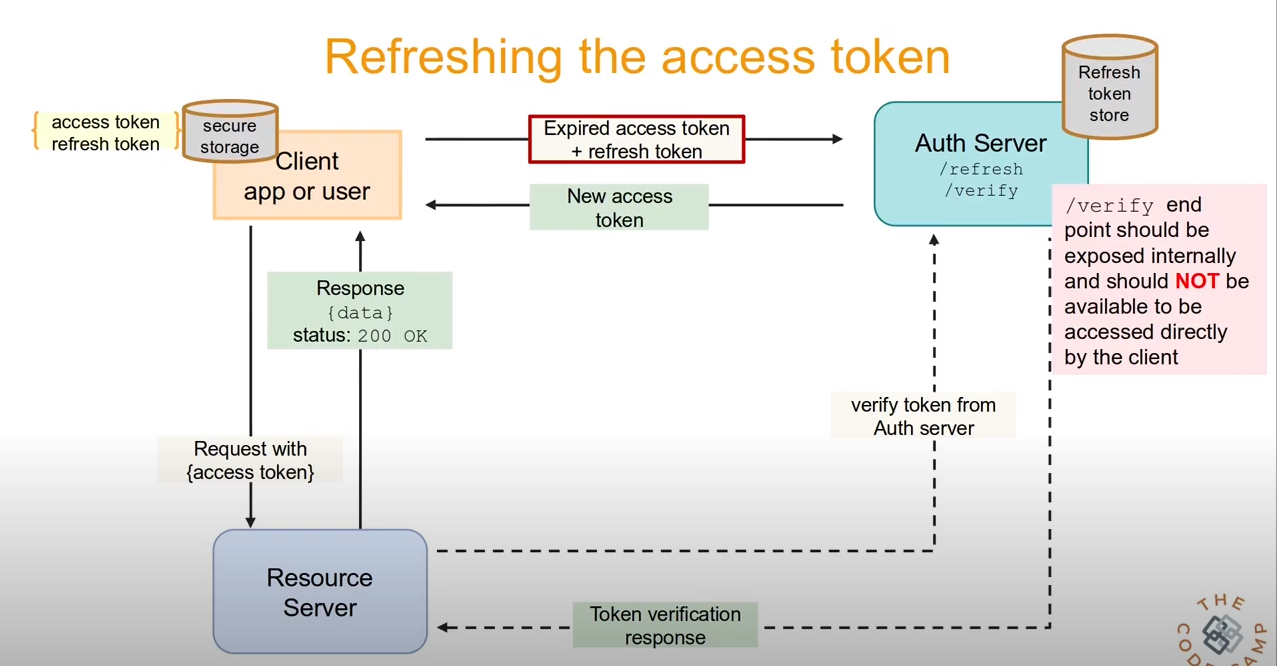 Refreshing the access token
{ access token
refresh token }
secure
storage
Client
app or user
Expired access token
+ refresh token
New access
token
Auth Server
/refresh
/verify
Refresh
token
store
/verify end
point should be
exposed internally
and should NOT be
available to be
accessed directly
by the client
Response
{data}
status: 200 OK
verify token from
Auth server
Request with
{access token}
Resource
Server
Token verification
response
THE